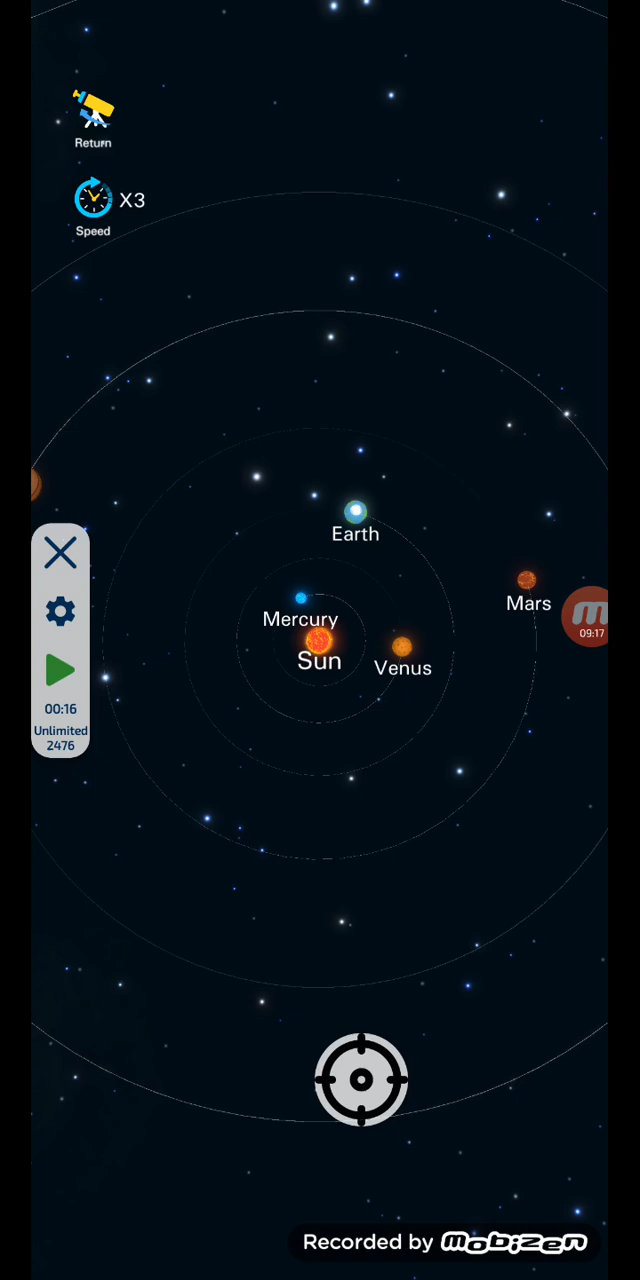 Return
X3
Speed
Earth
Mars
09:17
Mercury
Sun
Venus
00:16
Unlimited
2476
Recorded by mobizen